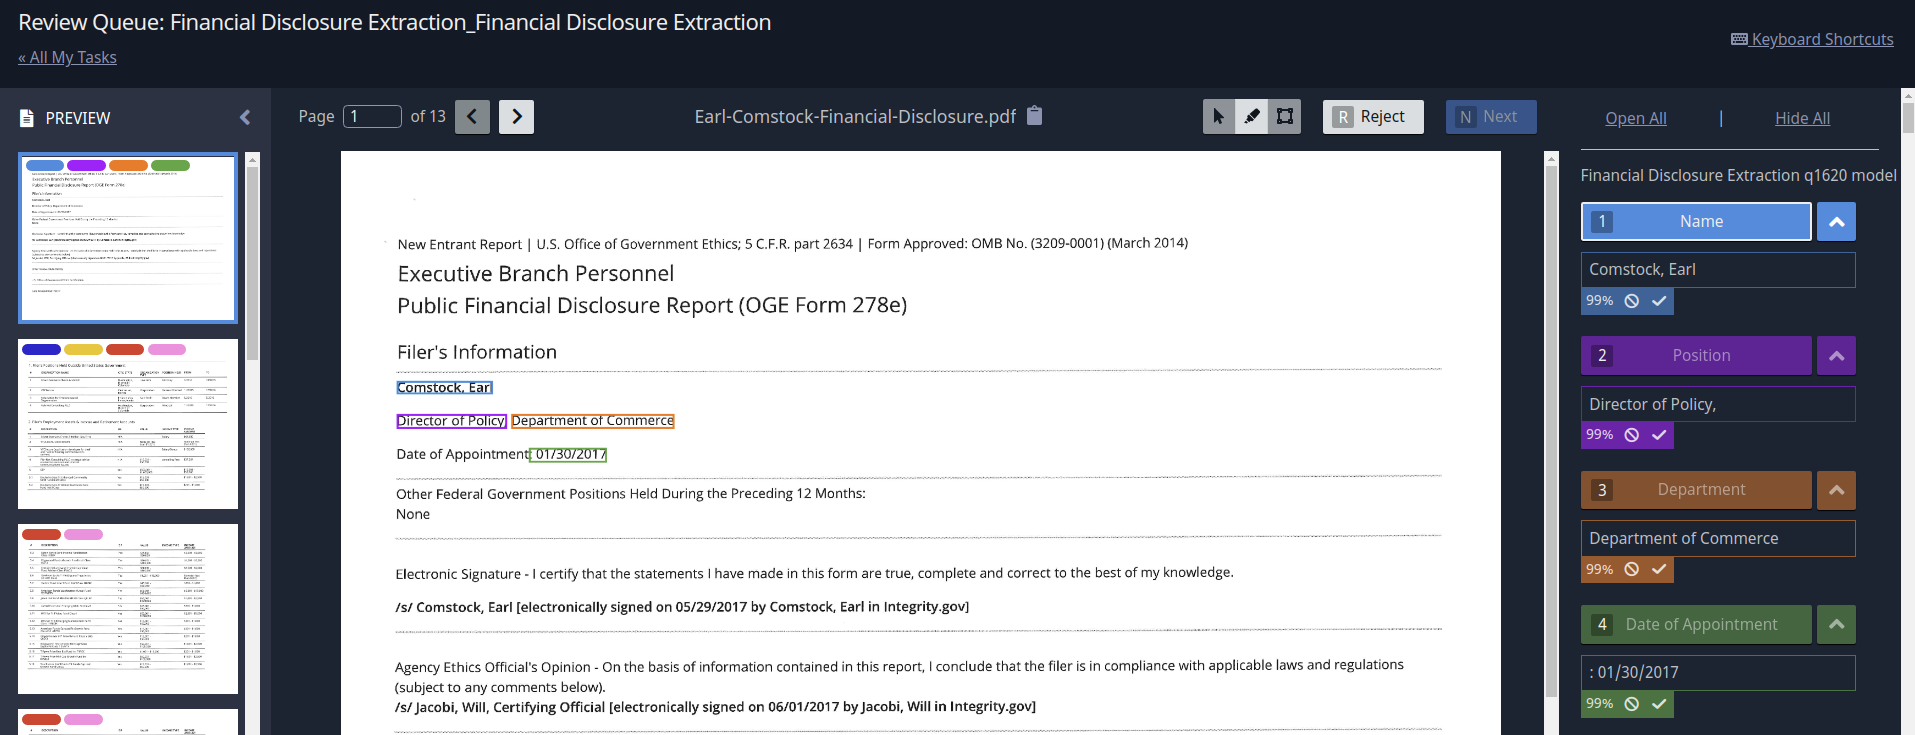 Review Queue: Financial Disclosure Extraction_Financial Disclosure Extraction
« All My Tasks
Keyboard Shortcuts
PREVIEW
Page 1 of 13
Earl-Comstock-Financial-Disclosure.pdf
R Reject
N Next
Open All | Hide All
New Entrant Report | U.S. Office of Government Ethics; 5 C.F.R. part 2634 | Form Approved: OMB No. (3209-0001) (March 2014)
Executive Branch Personnel
Public Financial Disclosure Report (OGE Form 278e)
Filer's Information
Comstock, Earl
Director of Policy, Department of Commerce
Date of Appointment: 01/30/2017
Other Federal Government Positions Held During the Preceding 12 Months:
None
Electronic Signature - I certify that the statements I have made in this form are true, complete and correct to the best of my knowledge.
/s/ Comstock, Earl [electronically signed on 05/29/2017 by Comstock, Earl in Integrity.gov]
Agency Ethics Official's Opinion - On the basis of information contained in this report, I conclude that the filer is in compliance with applicable laws and regulations
(subject to any comments below).
/s/ Jacobi, Will, Certifying Official [electronically signed on 06/01/2017 by Jacobi, Will in Integrity.gov]
Financial Disclosure Extraction q1620 model
1 Name
Comstock, Earl
99%
2 Position
Director of Policy,
99%
3 Department
Department of Commerce
99%
4 Date of Appointment
: 01/30/2017
99%